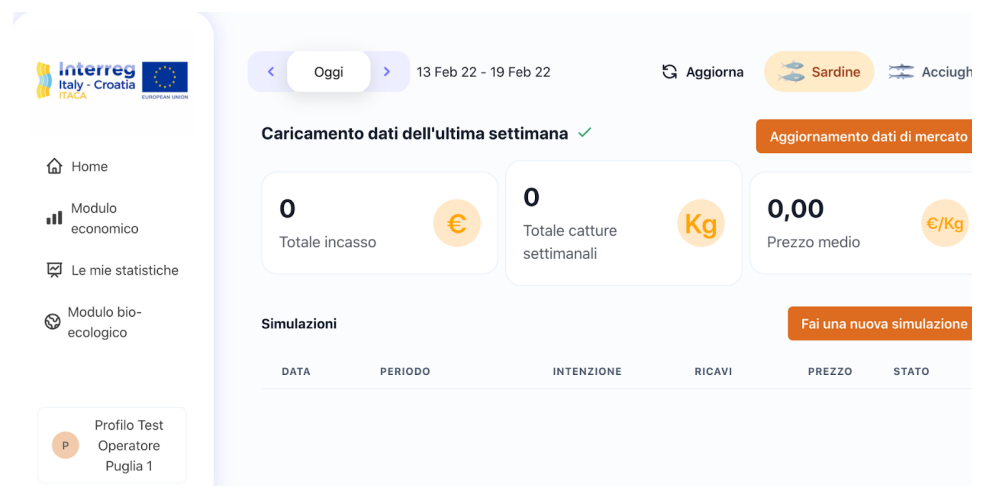 Interreg
Italy - Croatia
ITACA
EUROPEAN UNION
Home
Modulo
economico
Le mie statistiche
Modulo bio-
ecologico
P
Profilo Test
Operatore
Puglia 1
Oggi
13 Feb 22 - 19 Feb 22
Aggiorna
Sardine
Acciugh
Caricamento dati dell'ultima settimana
Aggiornamento dati di mercato
0
Totale incasso
€
0
Totale catture
settimanali
Kg
0,00
Prezzo medio
€/Kg
Simulazioni
Fai una nuova simulazione
DATA PERIODO INTENZIONE RICAVI PREZZO STATO